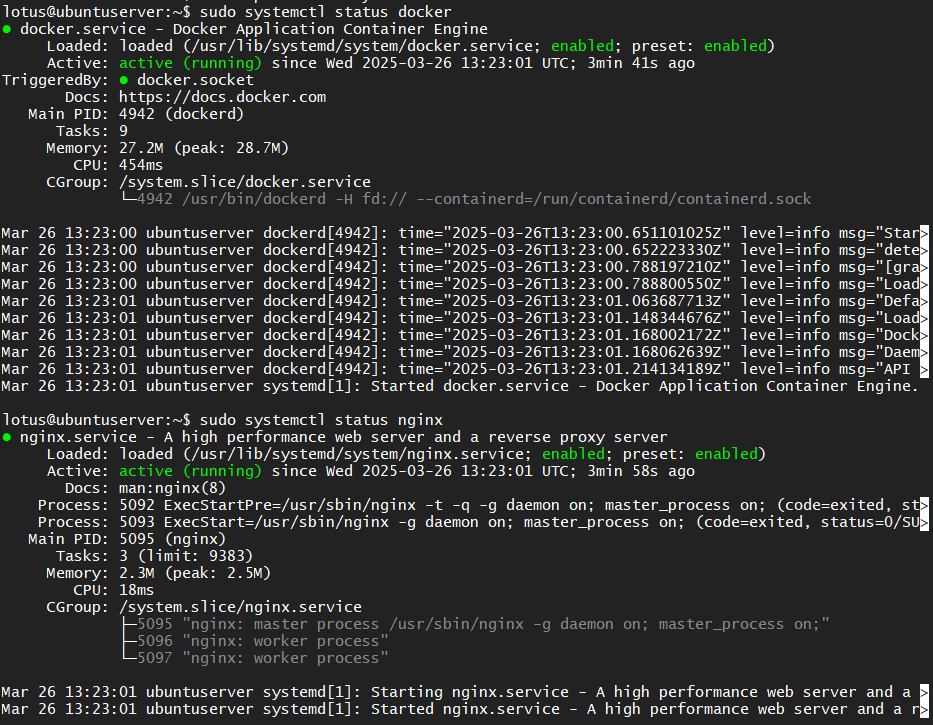 lotus@ubuntuserver:~$ sudo systemctl status docker
● docker.service - Docker Application Container Engine
     Loaded: loaded (/usr/lib/systemd/system/docker.service; enabled; preset: enabled)
     Active: active (running) since Wed 2025-03-26 13:23:01 UTC; 3min 41s ago
TriggeredBy: ● docker.socket
       Docs: https://docs.docker.com
   Main PID: 4942 (dockerd)
      Tasks: 9
     Memory: 27.2M (peak: 28.7M)
        CPU: 454ms
     CGroup: /system.slice/docker.service
             └─4942 /usr/bin/dockerd -H fd:// --containerd=/run/containerd/containerd.sock

Mar 26 13:23:00 ubuntuserver dockerd[4942]: time="2025-03-26T13:23:00.651101025Z" level=info msg="Star>
Mar 26 13:23:00 ubuntuserver dockerd[4942]: time="2025-03-26T13:23:00.652223330Z" level=info msg="dete>
Mar 26 13:23:00 ubuntuserver dockerd[4942]: time="2025-03-26T13:23:00.788197210Z" level=info msg="[gra>
Mar 26 13:23:00 ubuntuserver dockerd[4942]: time="2025-03-26T13:23:00.788800550Z" level=info msg="Load>
Mar 26 13:23:01 ubuntuserver dockerd[4942]: time="2025-03-26T13:23:01.063687713Z" level=info msg="Defa>
Mar 26 13:23:01 ubuntuserver dockerd[4942]: time="2025-03-26T13:23:01.148344676Z" level=info msg="Load>
Mar 26 13:23:01 ubuntuserver dockerd[4942]: time="2025-03-26T13:23:01.168002172Z" level=info msg="Dock>
Mar 26 13:23:01 ubuntuserver dockerd[4942]: time="2025-03-26T13:23:01.168062639Z" level=info msg="Daem>
Mar 26 13:23:01 ubuntuserver dockerd[4942]: time="2025-03-26T13:23:01.214134189Z" level=info msg="API >
Mar 26 13:23:01 ubuntuserver systemd[1]: Started docker.service - Docker Application Container Engine.

lotus@ubuntuserver:~$ sudo systemctl status nginx
● nginx.service - A high performance web server and a reverse proxy server
     Loaded: loaded (/usr/lib/systemd/system/nginx.service; enabled; preset: enabled)
     Active: active (running) since Wed 2025-03-26 13:23:01 UTC; 3min 58s ago
       Docs: man:nginx(8)
    Process: 5092 ExecStartPre=/usr/sbin/nginx -t -q -g daemon on; master_process on; (code=exited, st>
    Process: 5093 ExecStart=/usr/sbin/nginx -g daemon on; master_process on; (code=exited, status=0/SU>
   Main PID: 5095 (nginx)
      Tasks: 3 (limit: 9383)
     Memory: 2.3M (peak: 2.5M)
        CPU: 18ms
     CGroup: /system.slice/nginx.service
             ├─5095 "nginx: master process /usr/sbin/nginx -g daemon on; master_process on;"
             ├─5096 "nginx: worker process"
             └─5097 "nginx: worker process"

Mar 26 13:23:01 ubuntuserver systemd[1]: Starting nginx.service - A high performance web server and a >
Mar 26 13:23:01 ubuntuserver systemd[1]: Started nginx.service - A high performance web server and a r>